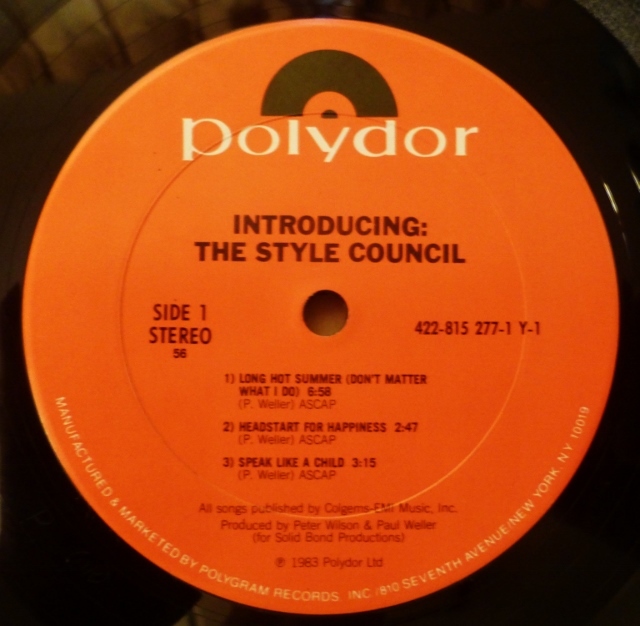 Polydor
INTRODUCING:
THE STYLE COUNCIL
SIDE 1
STEREO
56
422-815 277-1 Y-1
1) LONG HOT SUMMER (DON'T MATTER
WHAT I DO) 6:58
(P. Weller) ASCAP
2) HEADSTART FOR HAPPINESS 2:47
(P. Weller) ASCAP
3) SPEAK LIKE A CHILD 3:15
(P. Weller) ASCAP
All songs published by Colgems-EMI Music, Inc.
Produced by Peter Wilson & Paul Weller
(for Solid Bond Productions)
℗ 1983 Polydor Ltd
MANUFACTURED & MARKETED BY POLYGRAM RECORDS, INC./810 SEVENTH AVENUE/NEW YORK, N.Y. 10019